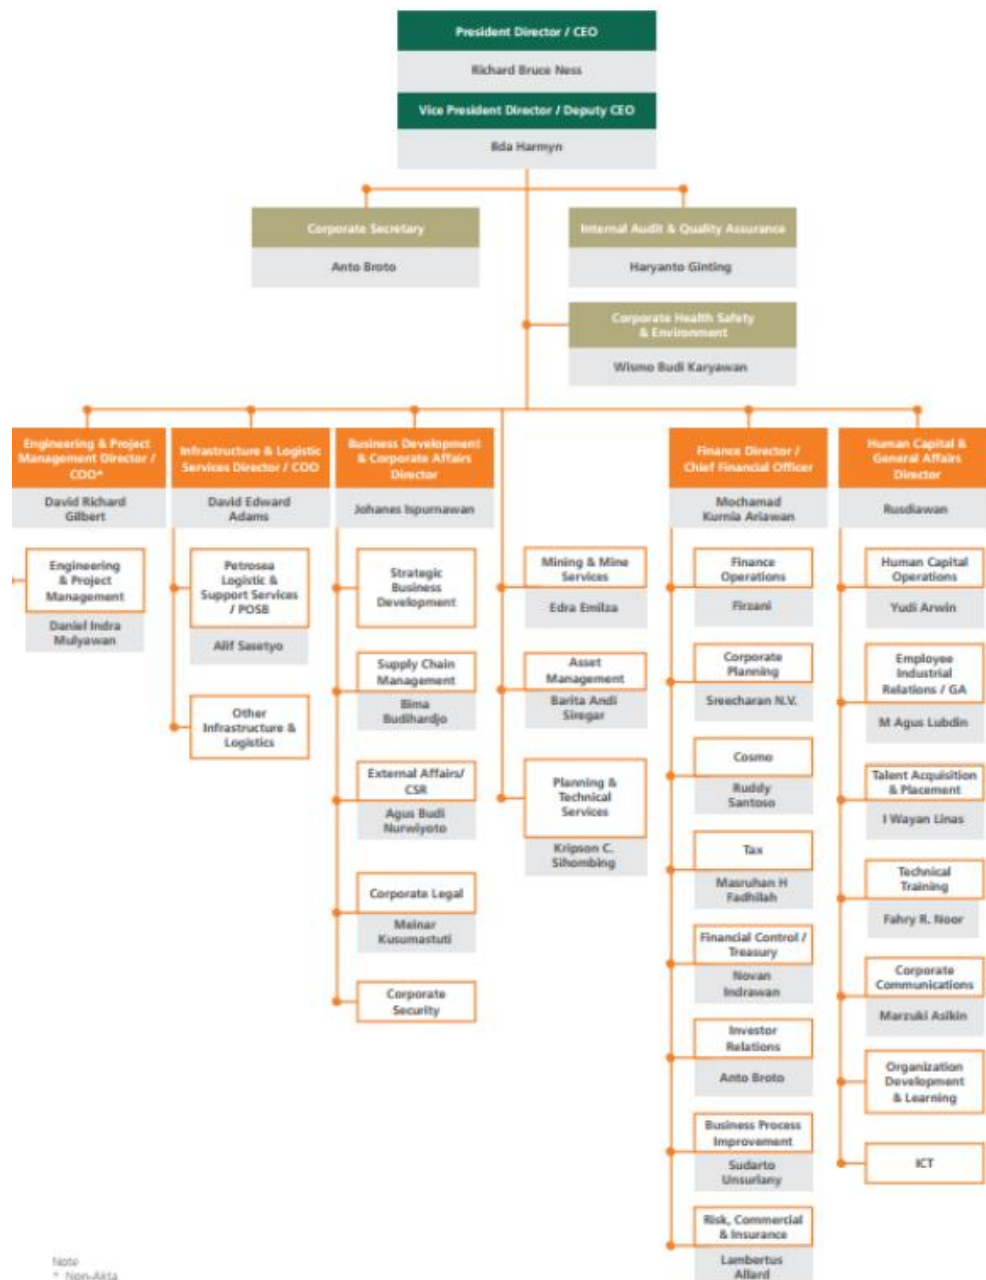 President Director / CEO
Richard Bruce Ness
Vice President Director / Deputy CEO
Ida Harmyn
Corporate Secretary
Anto Broto
Internal Audit & Quality Assurance
Haryanto Ginting
Corporate Health Safety
& Environment
Wismo Budi Karyawan
Engineering & Project
Management Director /
COO*
David Richard
Gilbert
Engineering
& Project
Management
Daniel Indra
Mulyawan
Infrastructure & Logistic
Services Director / COO
David Edward
Adams
Petrosea
Logistic &
Support Services
/ POSB
Alif Sasetyo
Other
Infrastructure &
Logistics
Business Development
& Corporate Affairs
Director
Johanes Ispurnawan
Strategic
Business
Development
Supply Chain
Management
Bima
Budihardjo
External Affairs/
CSR
Agus Budi
Nurwiyoto
Corporate Legal
Meinar
Kusumastuti
Corporate
Security
Mining & Mine
Services
Edra Emilza
Asset
Management
Barita Andi
Siregar
Planning &
Technical
Services
Kripson C.
Sihombing
Finance Director /
Chief Financial Officer
Mochamad
Kurnia Ariawan
Finance
Operations
Firzani
Corporate
Planning
Sreecharan N.V.
Cosmo
Ruddy
Santoso
Tax
Masruhan H
Fadhilah
Financial Control /
Treasury
Novan
Indrawan
Investor
Relations
Anto Broto
Business Process
Improvement
Sudarto
Unsurlany
Risk, Commercial
& Insurance
Lambertus
Allard
Human Capital &
General Affairs
Director
Rusdiawan
Human Capital
Operations
Yudi Arwin
Employee
Industrial
Relations / GA
M Agus Lubdin
Talent Acquisition
& Placement
I Wayan Linas
Technical
Training
Fahry R. Noor
Corporate
Communications
Marzuki Asikin
Organization
Development
& Learning
ICT
Note
* Non-Akta